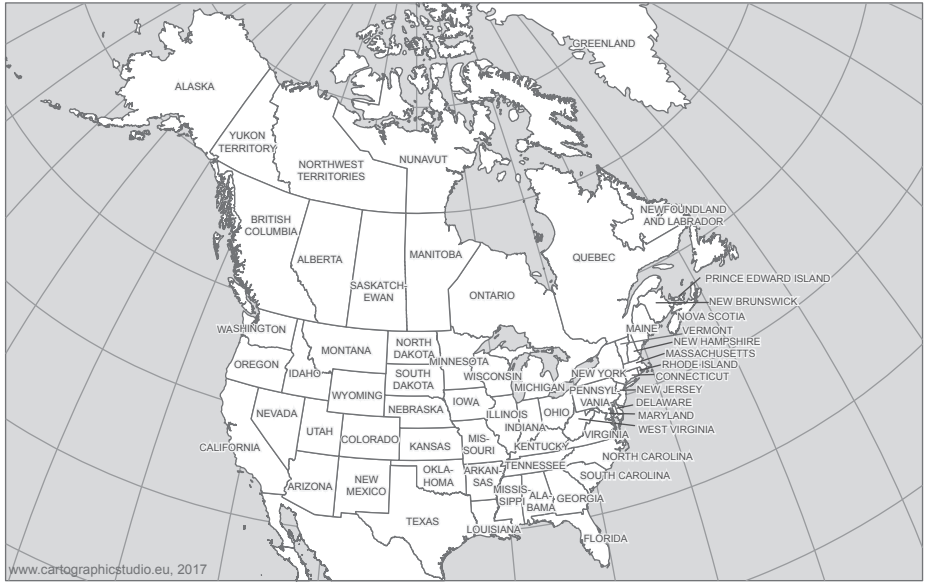 GREENLAND
ALASKA
YUKON
TERRITORY
NORTHWEST
TERRITORIES
NUNAVUT
BRITISH
COLUMBIA
ALBERTA
SASKATCH-
EWAN
MANITOBA
ONTARIO
QUEBEC
NEWFOUNDLAND
AND LABRADOR
PRINCE EDWARD ISLAND
NEW BRUNSWICK
NOVA SCOTIA
MAINE
VERMONT
NEW HAMPSHIRE
MASSACHUSETTS
RHODE ISLAND
CONNECTICUT
NEW JERSEY
DELAWARE
MARYLAND
WEST VIRGINIA
WASHINGTON
OREGON
IDAHO
MONTANA
NORTH
DAKOTA
MINNESOTA
SOUTH
DAKOTA
WISCONSIN
MICHIGAN
NEW YORK
PENNSYL-
VANIA
WYOMING
NEBRASKA
IOWA
ILLINOIS
INDIANA
OHIO
VIRGINIA
NEVADA
UTAH
COLORADO
KANSAS
MIS-
SOURI
KENTUCKY
NORTH CAROLINA
CALIFORNIA
ARIZONA
NEW
MEXICO
OKLA-
HOMA
ARKAN-
SAS
TENNESSEE
SOUTH CAROLINA
MISSIS-
SIPPI
ALA-
BAMA
GEORGIA
TEXAS
LOUISIANA
FLORIDA
www.cartographicstudio.eu, 2017